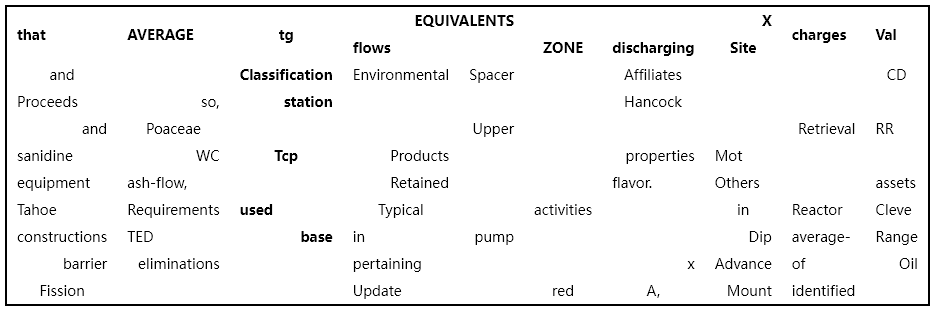 EQUIVALENTS X
that AVERAGE tg flows ZONE discharging Site charges Val
and Classification Environmental Spacer Affiliates CD
Proceeds so, station Hancock
and Poaceae Upper Retrieval RR
sanidine WC Tcp Products properties Mot
equipment ash-flow, Retained flavor. Others assets
Tahoe Requirements used Typical activities in Reactor Cleve
constructions TED base in pump Dip average- Range
barrier eliminations pertaining x Advance of Oil
Fission Update red A, Mount identified